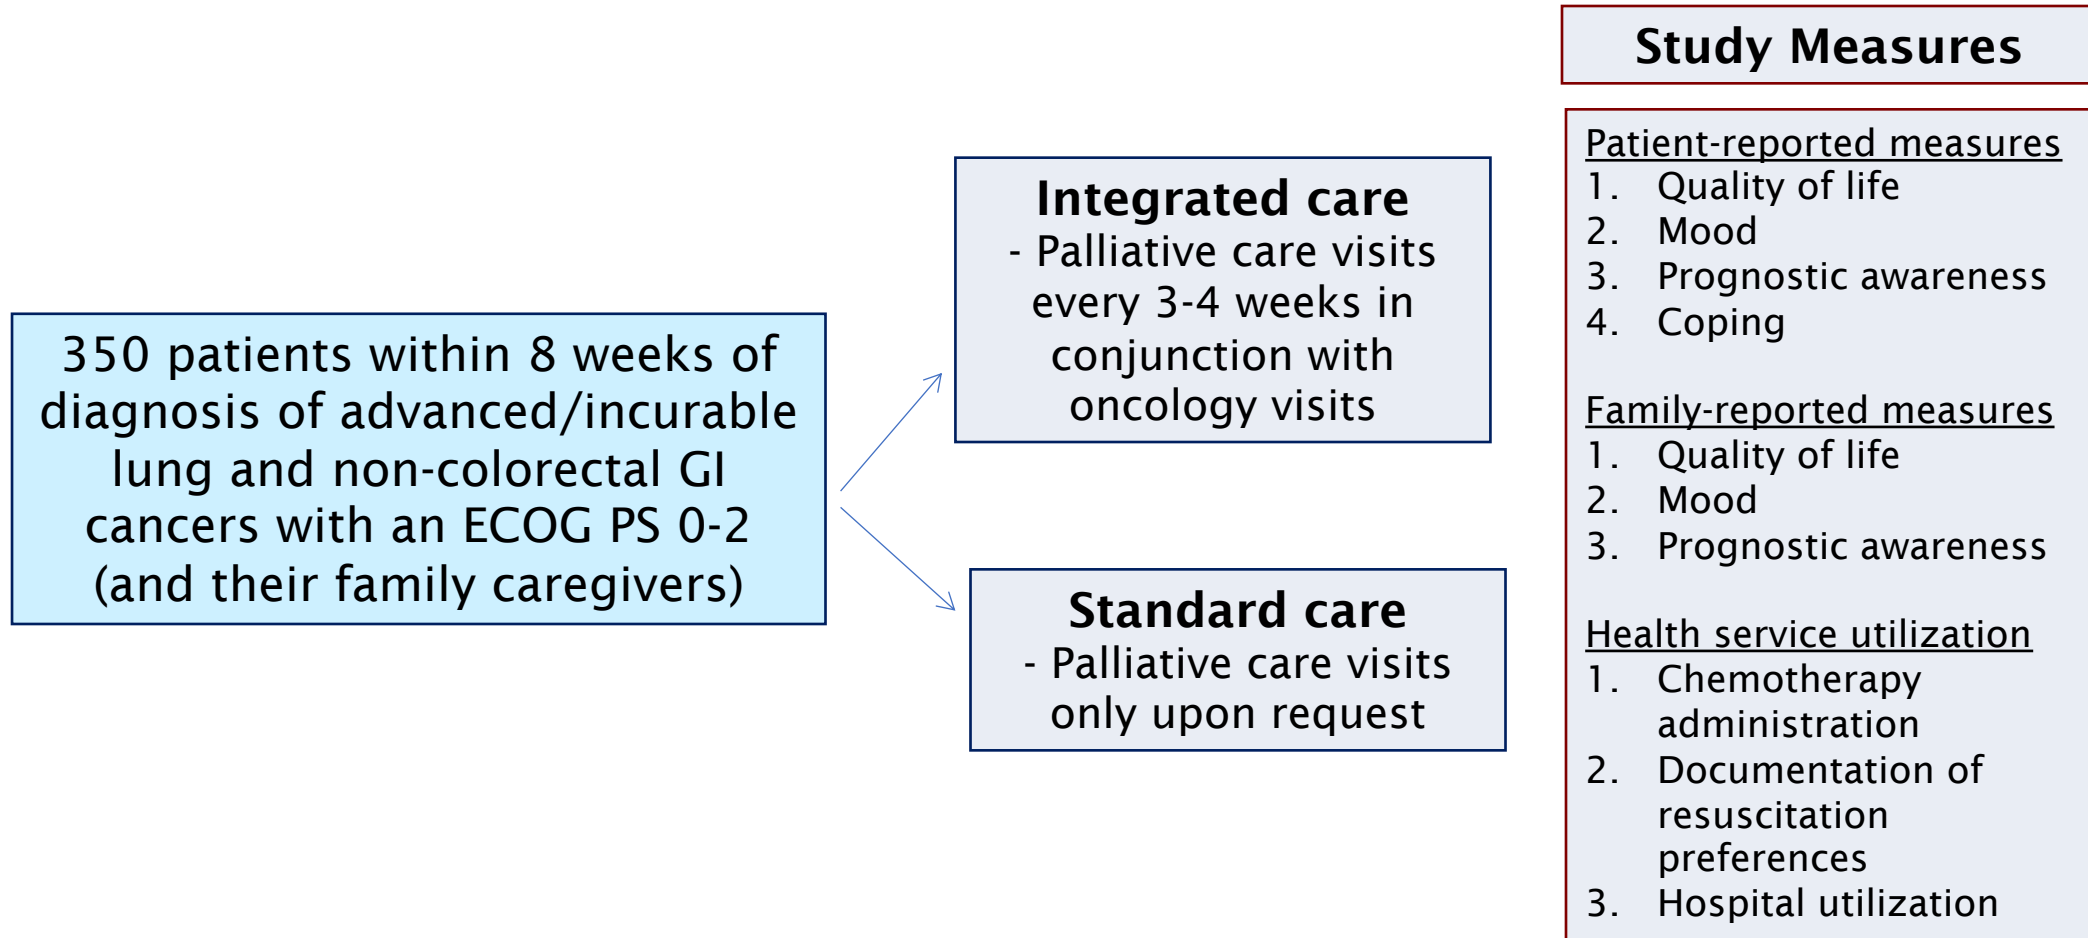 350 patients within 8 weeks of
diagnosis of advanced/incurable
lung and non-colorectal GI
cancers with an ECOG PS 0-2
(and their family caregivers)
Integrated care
- Palliative care visits
every 3-4 weeks in
conjunction with
oncology visits
Standard care
- Palliative care visits
only upon request
Study Measures
Patient-reported measures
1. Quality of life
2. Mood
3. Prognostic awareness
4. Coping
Family-reported measures
1. Quality of life
2. Mood
3. Prognostic awareness
Health service utilization
1. Chemotherapy
administration
2. Documentation of
resuscitation
preferences
3. Hospital utilization